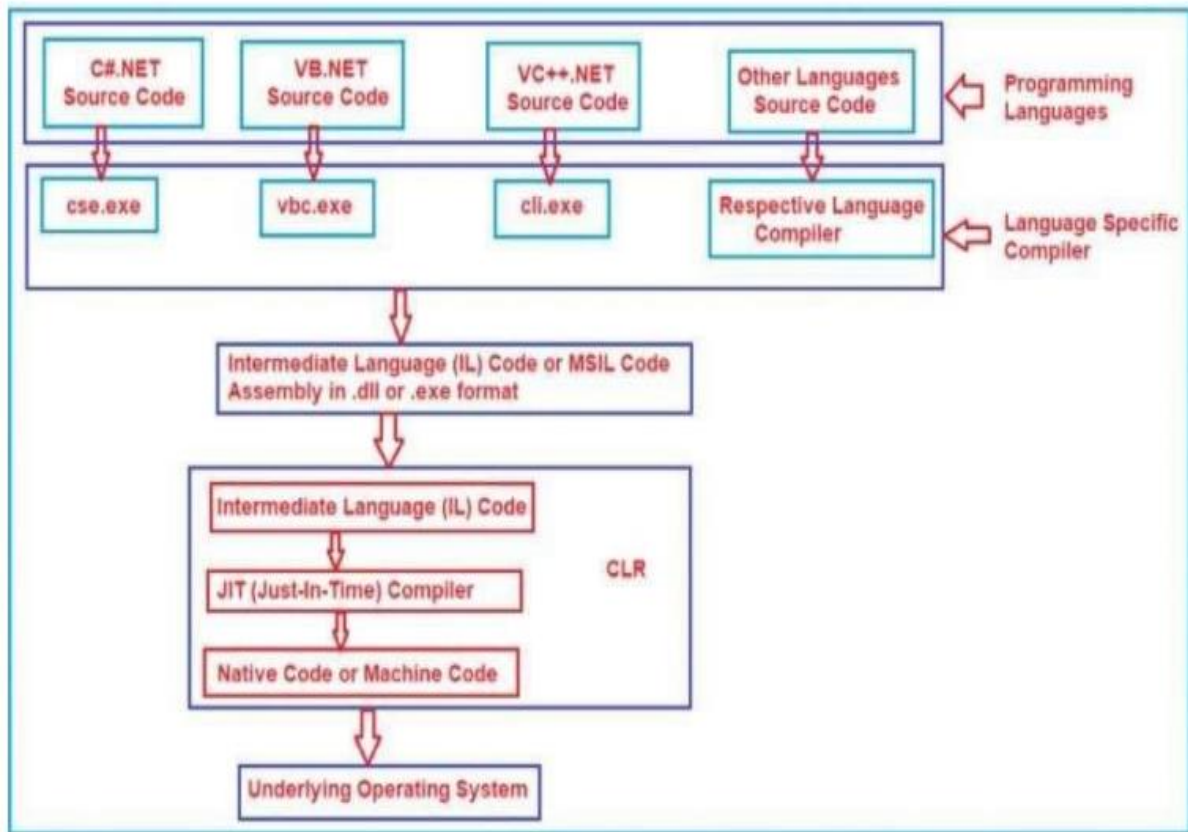 C#.NET
Source Code
VB.NET
Source Code
VC++.NET
Source Code
Other Languages
Source Code
Programming
Languages
cse.exe
vbc.exe
cli.exe
Respective Language
Compiler
Language Specific
Compiler
Intermediate Language (IL) Code or MSIL Code
Assembly in .dll or .exe format
Intermediate Language (IL) Code
CLR
JIT (Just-In-Time) Compiler
Native Code or Machine Code
Underlying Operating System